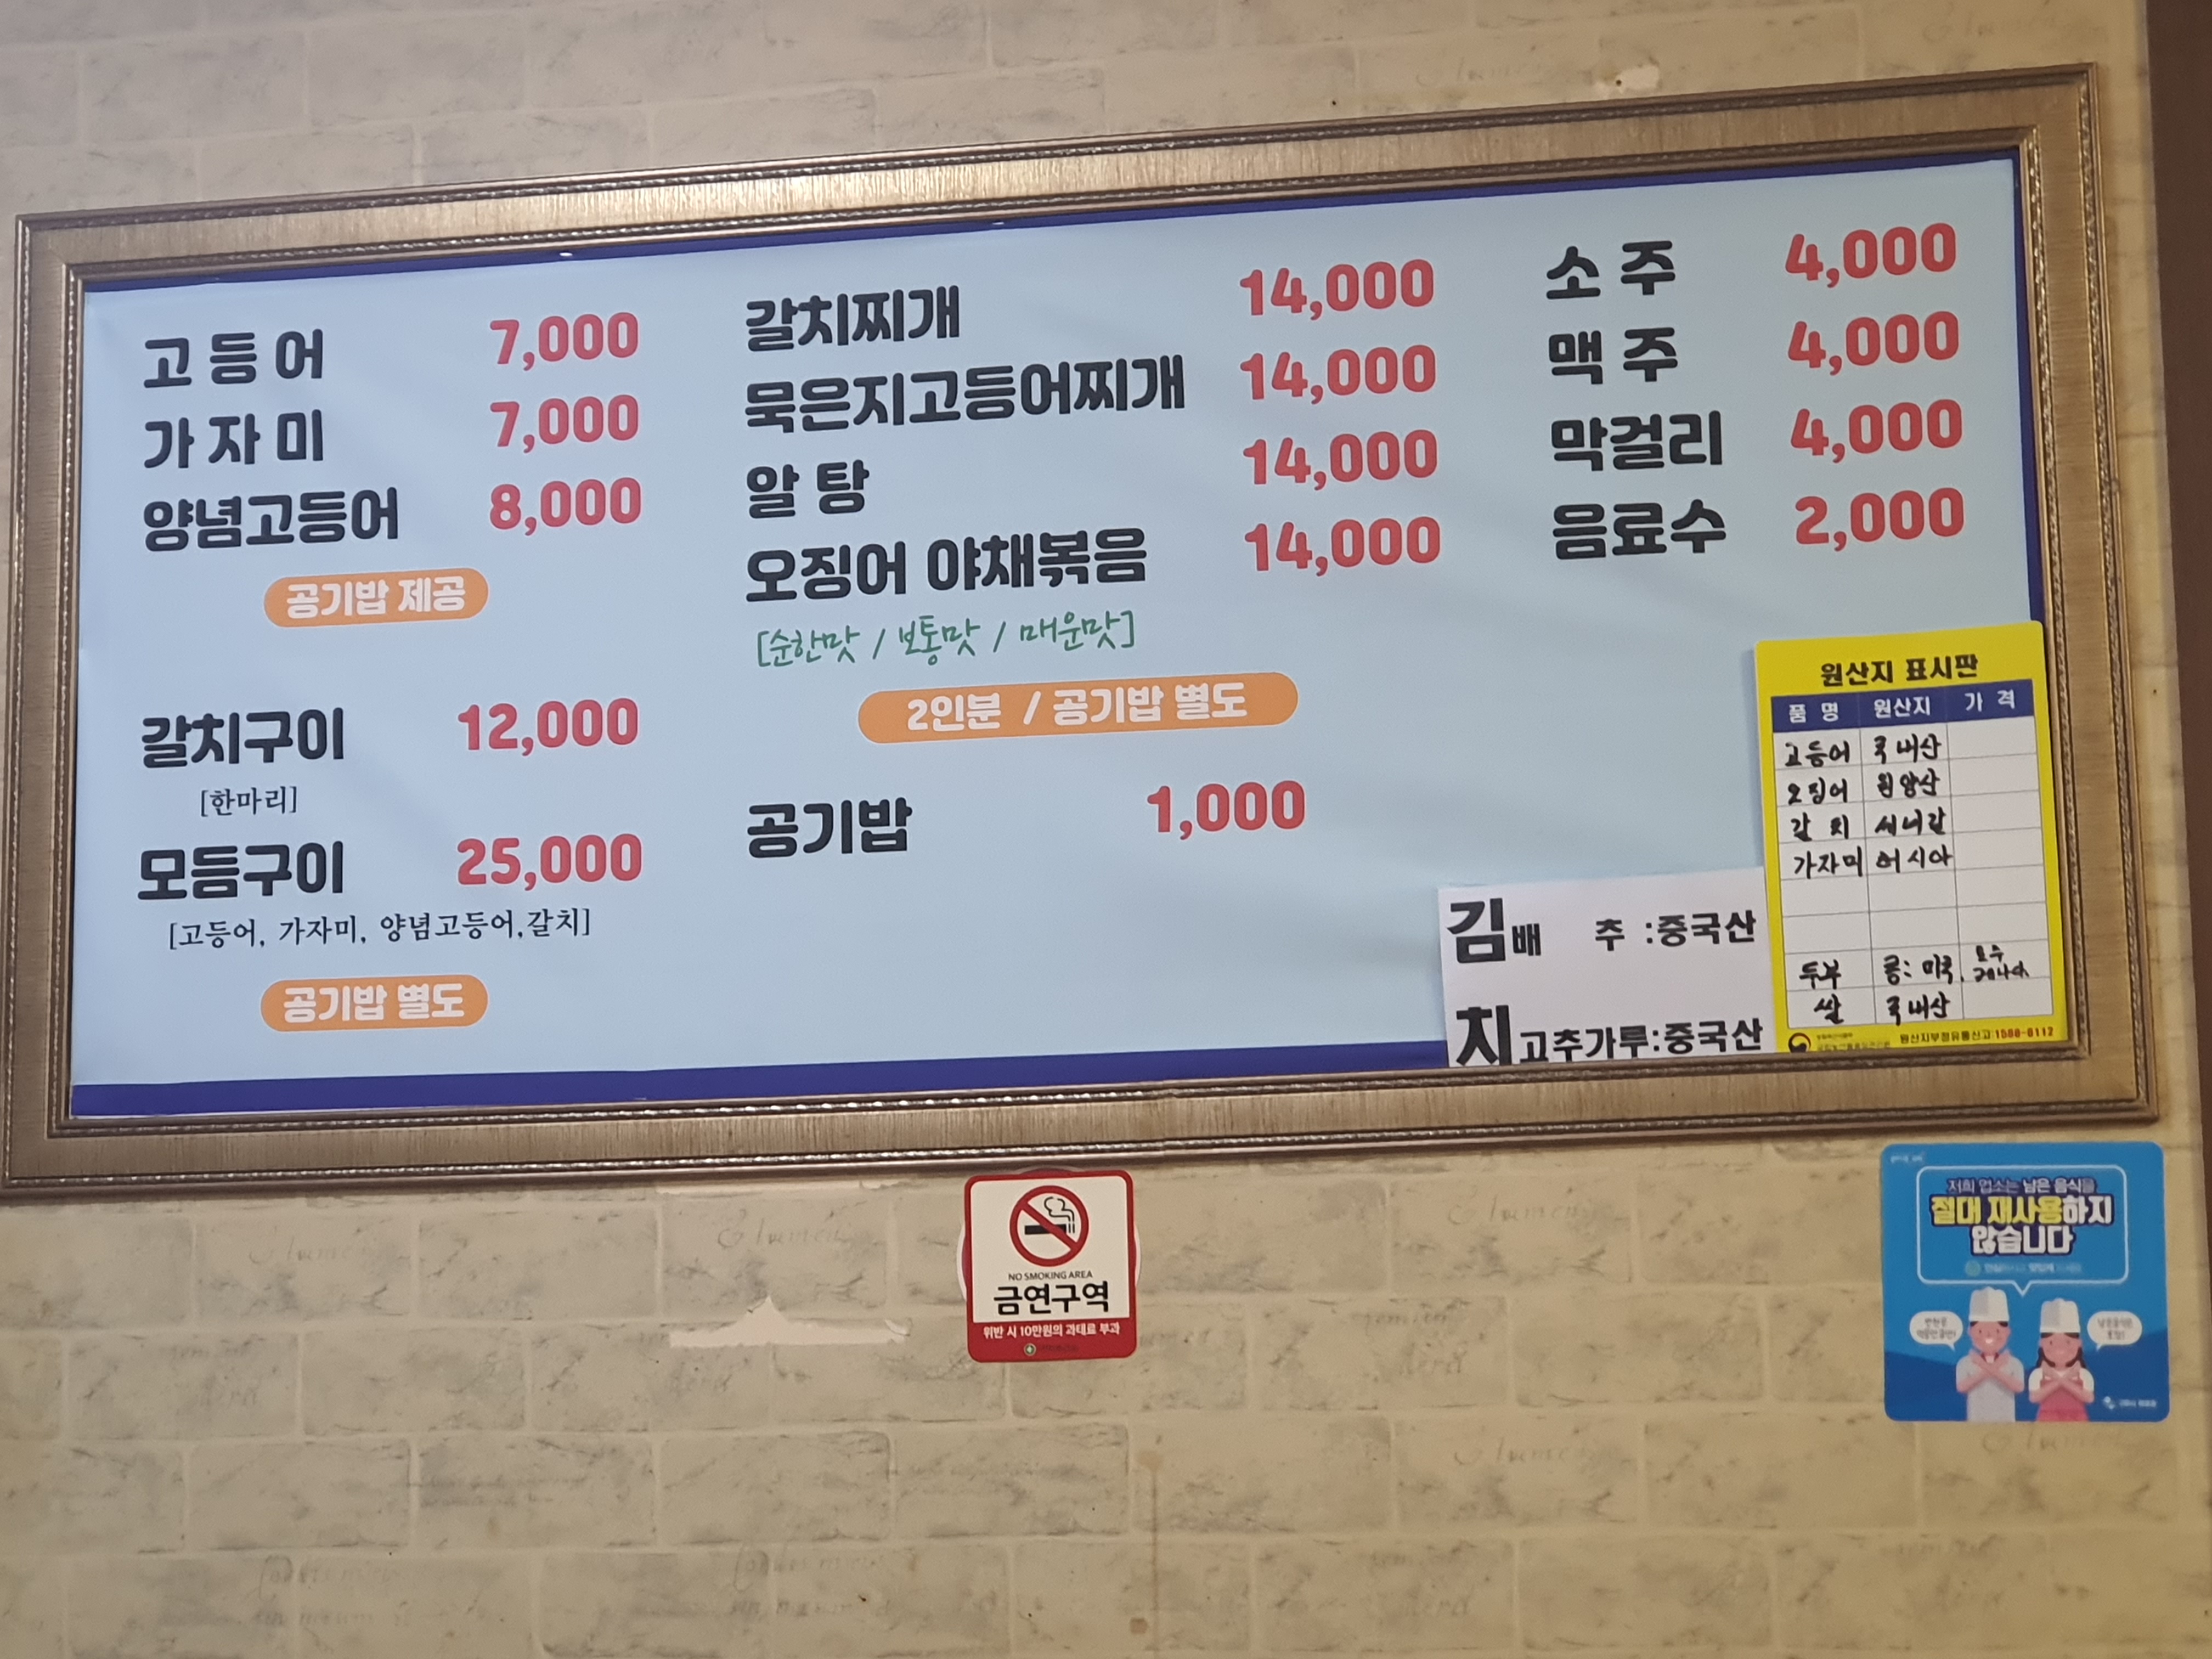 고등어 7,000
가자미 7,000
양념고등어 8,000
공기밥 제공
갈치구이 12,000
[한마리]
모듬구이 25,000
[고등어, 가자미, 양념고등어,갈치]
공기밥 별도
갈치찌개 14,000
묵은지고등어찌개 14,000
알탕 14,000
오징어 야채볶음 14,000
[순한맛 / 보통맛 / 매운맛]
2인분 / 공기밥 별도
공기밥 1,000
소주 4,000
맥주 4,000
막걸리 4,000
음료수 2,000
김치
배 추 :중국산
고추가루:중국산
원산지 표시판
품 명 원산지 가 격
고등어 국내산
오징어 원양산
갈치 세네갈
가자미 러시아
두부 콩: 미국, 호주 캐나다
쌀 국내산
원산지부정유통신고:1588-8112
NO SMOKING AREA
금연구역
위반 시 10만원의 과태료 부과
저희 업소는 남은 음식을
절대 재사용하지
않습니다